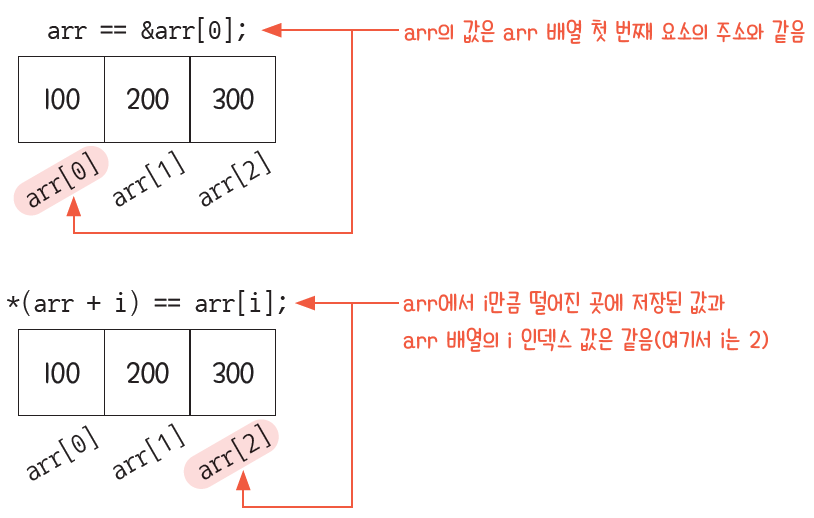 arr == &arr[0];
arr의 값은 arr 배열 첫 번째 요소의 주소와 같음
100 200 300
arr[0] arr[1] arr[2]
*(arr + i) == arr[i];
arr에서 i만큼 떨어진 곳에 저장된 값과
arr 배열의 i 인덱스 값은 같음(여기서 i는 2)
100 200 300
arr[0] arr[1] arr[2]